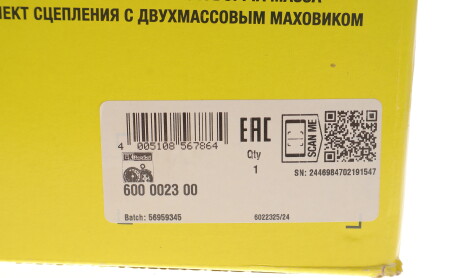 ЕКТ СЦЕПЛЕНИЯ С ДВУХМАССОВЫМ МАХОВИКОМ
4 005108 567864
EAC
Qty
1
SCAN ME
SN: 2446984702191547
600 0023 00
Batch: 56959345
6022325/24